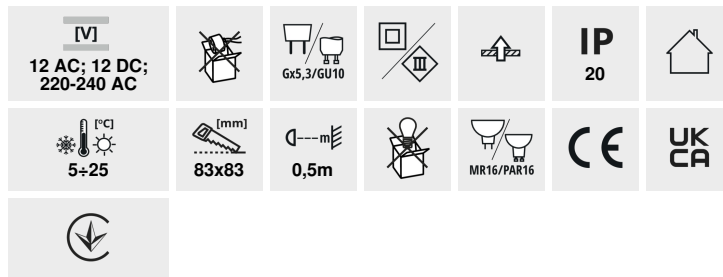 [V]
12 AC; 12 DC;
220-240 AC
Gx5,3/GU10
III
IP
20
[°C]
5÷25
[mm]
83x83
m
0,5m
MR16/PAR16
CE
UK
CA